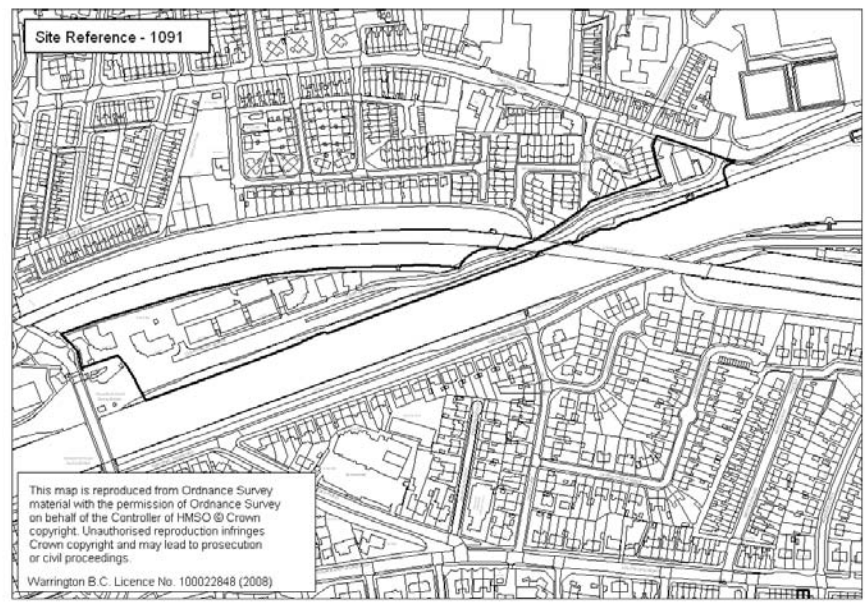 Site Reference - 1091
This map is reproduced from Ordnance Survey
material with the permission of Ordnance Survey
on behalf of the Controller of HMSO © Crown
copyright. Unauthorised reproduction infringes
Crown copyright and may lead to prosecution
or civil proceedings.
Warrington B.C. Licence No. 100022848 (2008)